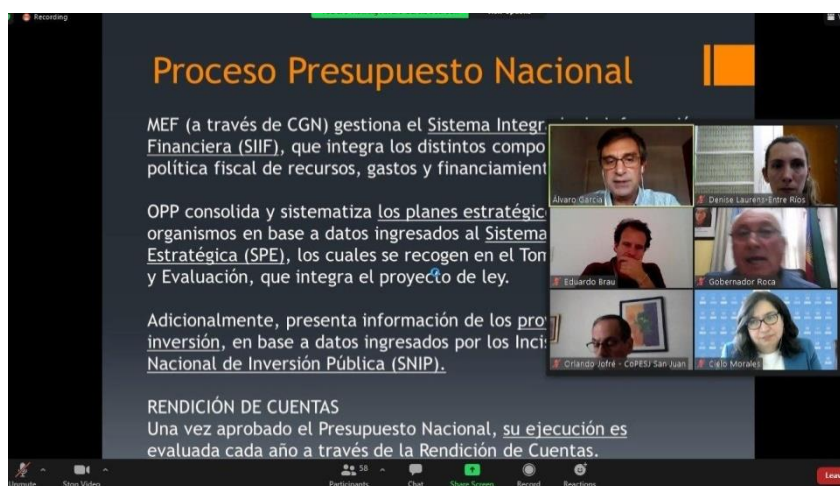 Recording
Proceso Presupuesto Nacional
MEF (a través de CGN) gestiona el Sistema Integr
Financiera (SIIF), que integra los distintos compo
política fiscal de recursos, gastos y financiamient
OPP consolida y sistematiza los planes estratégic
organismos en base a datos ingresados al Sistema
Estratégica (SPE), los cuales se recogen en el Tom
y Evaluación, que integra el proyecto de ley.
Adicionalmente, presenta información de los pro
inversión, en base a datos ingresados por los Inci
Nacional de Inversión Pública (SNIP).
RENDICIÓN DE CUENTAS
Una vez aprobado el Presupuesto Nacional, su ejecución es
evaluada cada año a través de la Rendición de Cuentas.
Alvaro Garcia
Denise Laurens-Entre Ríos
Eduardo Brau
Gobernador Roca
Orlando Jofré - CoPESJ San Juan
Cielo Morales
Unmute
Stop Video
58
Participants
Chat
Share Screen
Record
Reactions
Leav